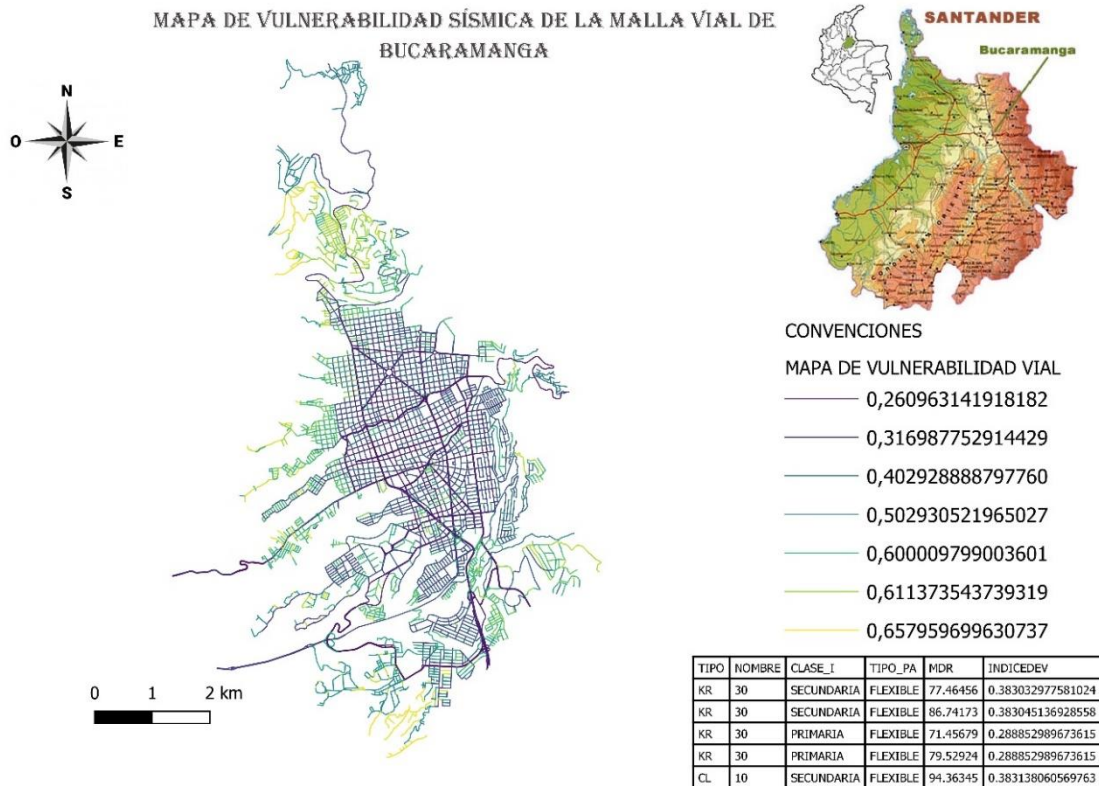 MAPA DE VULNERABILIDAD SÍSMICA DE LA MALLA VIAL DE
BUCARAMANGA
N
O
E
S
SANTANDER
Bucaramanga
CONVENCIONES
MAPA DE VULNERABILIDAD VIAL
0,260963141918182
0,316987752914429
0,402928888797760
0,502930521965027
0,600009799003601
0,611373543739319
0,657959699630737
0 1 2 km
TIPO NOMBRE CLASE_I TIPO_PA MDR INDICEDEV
KR 30 SECUNDARIA FLEXIBLE 77.46456 0.383032977581024
KR 30 SECUNDARIA FLEXIBLE 86.74173 0.383045136928558
KR 30 PRIMARIA FLEXIBLE 71.45679 0.288852989673615
KR 30 PRIMARIA FLEXIBLE 79.52924 0.288852989673615
CL 10 SECUNDARIA FLEXIBLE 94.36345 0.383138060569763